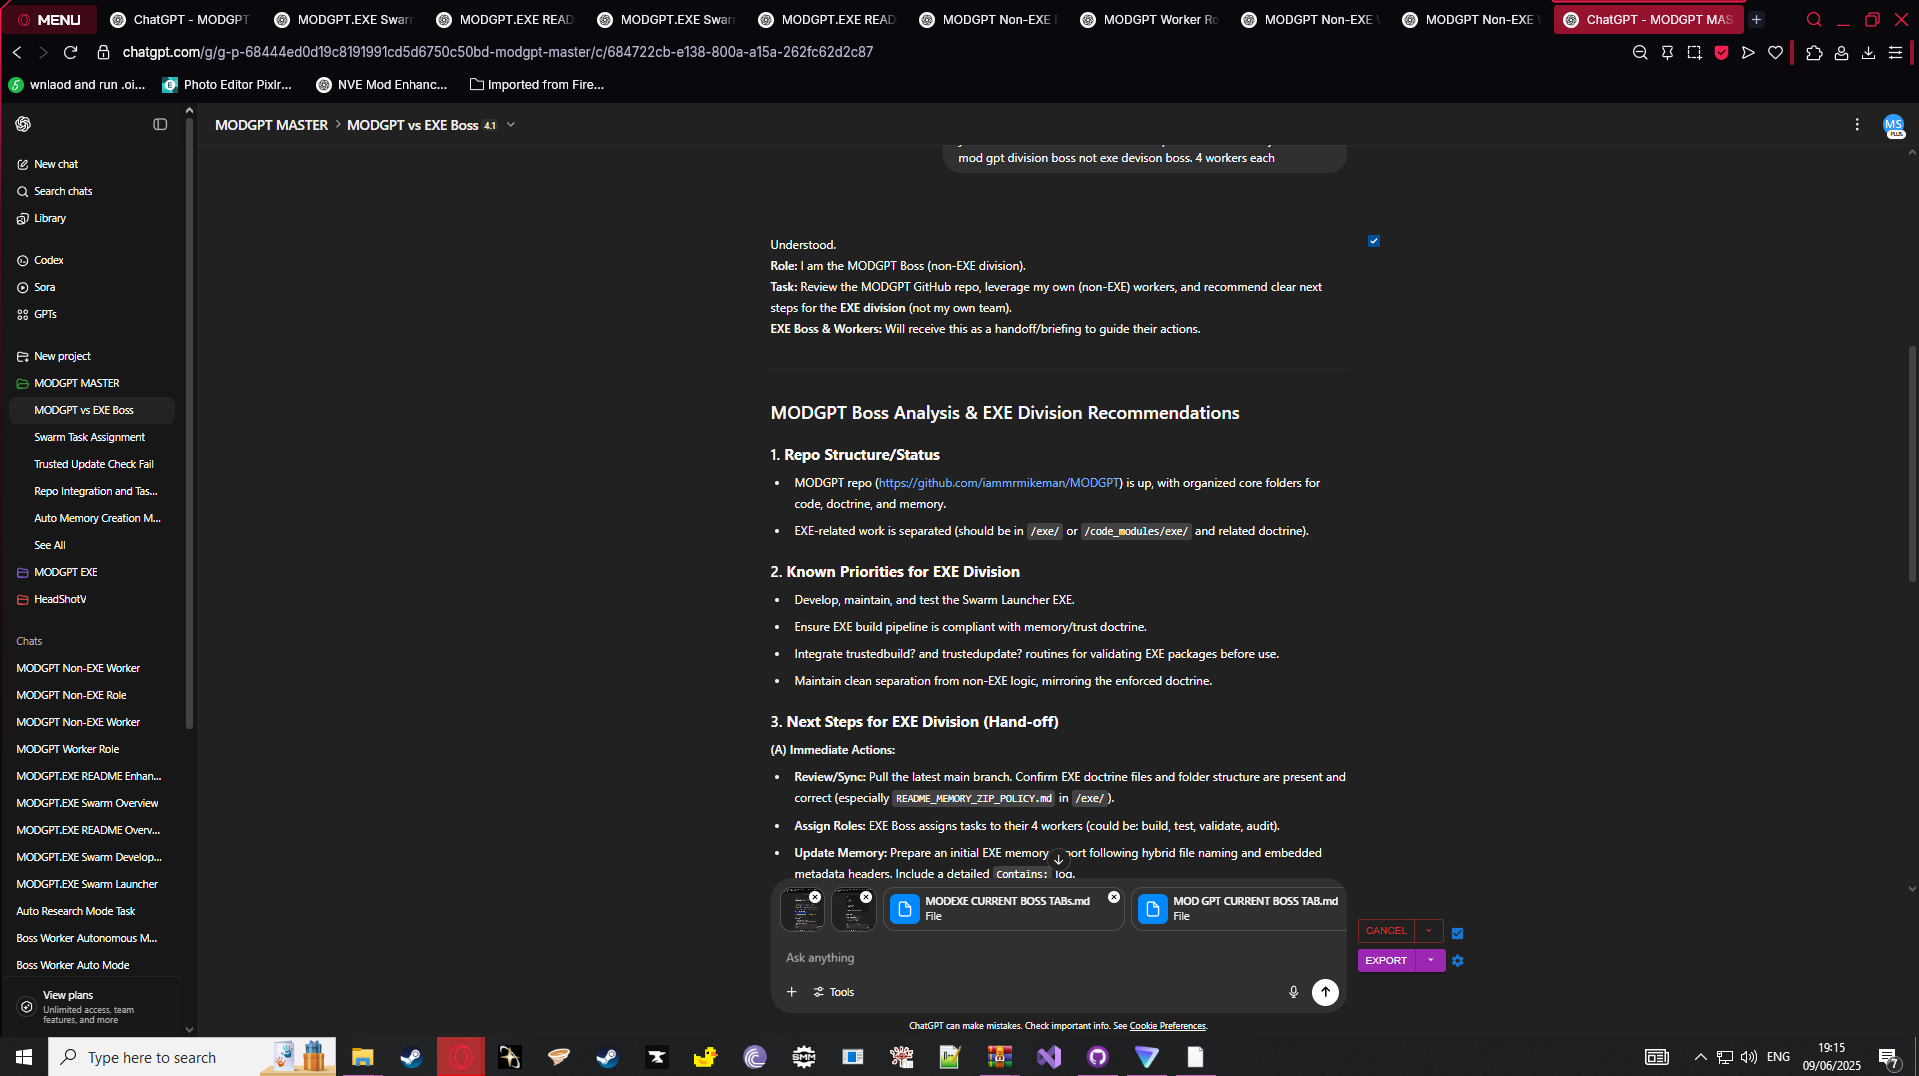 MENU
ChatGPT - MODGPT
MODGPT.EXE Swarm
MODGPT.EXE READ
MODGPT.EXE Swarm
MODGPT.EXE READ
MODGPT Non-EXE
MODGPT Worker Ro
MODGPT Non-EXE
MODGPT Non-EXE
ChatGPT - MODGPT MAS
chatgpt.com/g/g-p-68444ed0d19c8191991cd5d6750c50bd-modgpt-master/c/684722cb-e138-800a-a15a-262fc62d2c87
wnlaod and run .oi...
Photo Editor Pixlr...
NVE Mod Enhanc...
Imported from Fire...
MODGPT MASTER > MODGPT vs EXE Boss 4.1
MS
PLUS
New chat
Search chats
Library
Codex
Sora
GPTs
New project
MODGPT MASTER
MODGPT vs EXE Boss
Swarm Task Assignment
Trusted Update Check Fail
Repo Integration and Tas...
Auto Memory Creation M...
See All
MODGPT EXE
HeadShotV
Chats
MODGPT Non-EXE Worker
MODGPT Non-EXE Role
MODGPT Non-EXE Worker
MODGPT Worker Role
MODGPT.EXE README Enhan...
MODGPT.EXE Swarm Overview
MODGPT.EXE README Overv...
MODGPT.EXE Swarm Develop...
MODGPT.EXE Swarm Launcher
Auto Research Mode Task
Boss Worker Autonomous M...
Boss Worker Auto Mode
View plans
Unlimited access, team
features, and more
mod gpt division boss not exe devison boss. 4 workers each
Understood.
Role: I am the MODGPT Boss (non-EXE division).
Task: Review the MODGPT GitHub repo, leverage my own (non-EXE) workers, and recommend clear next
steps for the EXE division (not my own team).
EXE Boss & Workers: Will receive this as a handoff/briefing to guide their actions.
MODGPT Boss Analysis & EXE Division Recommendations
1. Repo Structure/Status
• MODGPT repo (https://github.com/iammrmikeman/MODGPT) is up, with organized core folders for
code, doctrine, and memory.
• EXE-related work is separated (should be in /exe/ or /code_modules/exe/ and related doctrine).
2. Known Priorities for EXE Division
• Develop, maintain, and test the Swarm Launcher EXE.
• Ensure EXE build pipeline is compliant with memory/trust doctrine.
• Integrate trustedbuild? and trustedupdate? routines for validating EXE packages before use.
• Maintain clean separation from non-EXE logic, mirroring the enforced doctrine.
3. Next Steps for EXE Division (Hand-off)
(A) Immediate Actions:
• Review/Sync: Pull the latest main branch. Confirm EXE doctrine files and folder structure are present and
correct (especially README_MEMORY_ZIP_POLICY.md in /exe/).
• Assign Roles: EXE Boss assigns tasks to their 4 workers (could be: build, test, validate, audit).
• Update Memory: Prepare an initial EXE memory ort following hybrid file naming and embedded
metadata headers. Include a detailed Contains: log.
MODEXE CURRENT BOSS TABs.md
File
MOD GPT CURRENT BOSS TAB.md
File
Ask anything
Tools
CANCEL
EXPORT
ChatGPT can make mistakes. Check important info. See Cookie Preferences.
Type here to search
SMM
ENG
19:15
09/06/2025
7